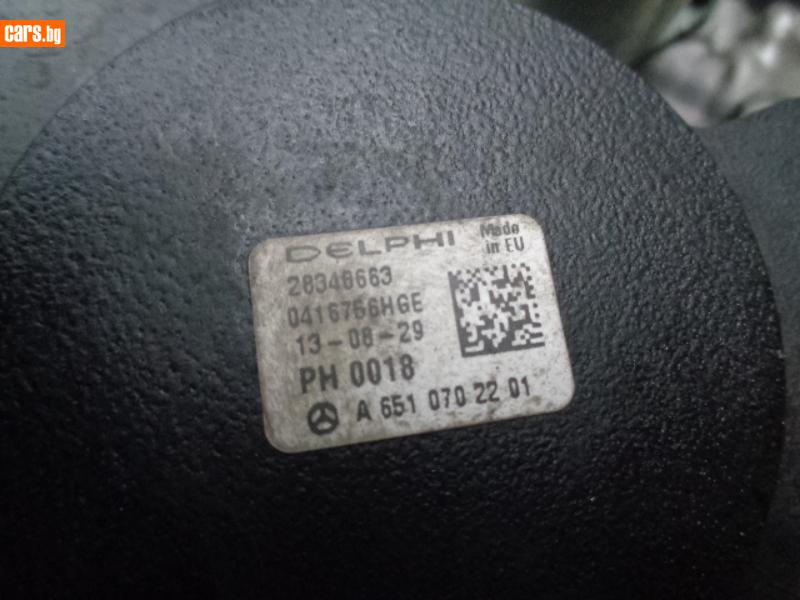 cars.bg
DELPHI
Made
in EU
28348663
0416756HGE
13-08-29
PH 0018
A 651 070 22 01